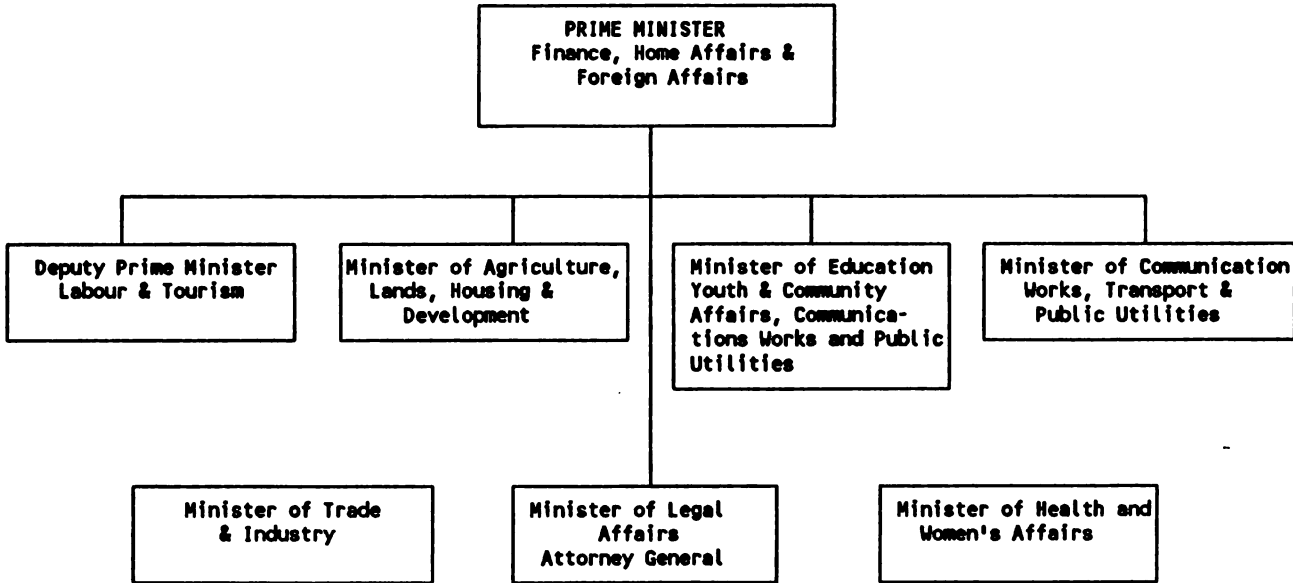 PRIME MINISTER
Finance, Home Affairs &
Foreign Affairs
Deputy Prime Minister
Labour & Tourism
Minister of Agriculture,
Lands, Housing &
Development
Minister of Education
Youth & Community
Affairs, Communica-
tions Works and Public
Utilities
Minister of Communication
Works, Transport &
Public Utilities
Minister of Trade
& Industry
Minister of Legal
Affairs
Attorney General
Minister of Health and
Women's Affairs